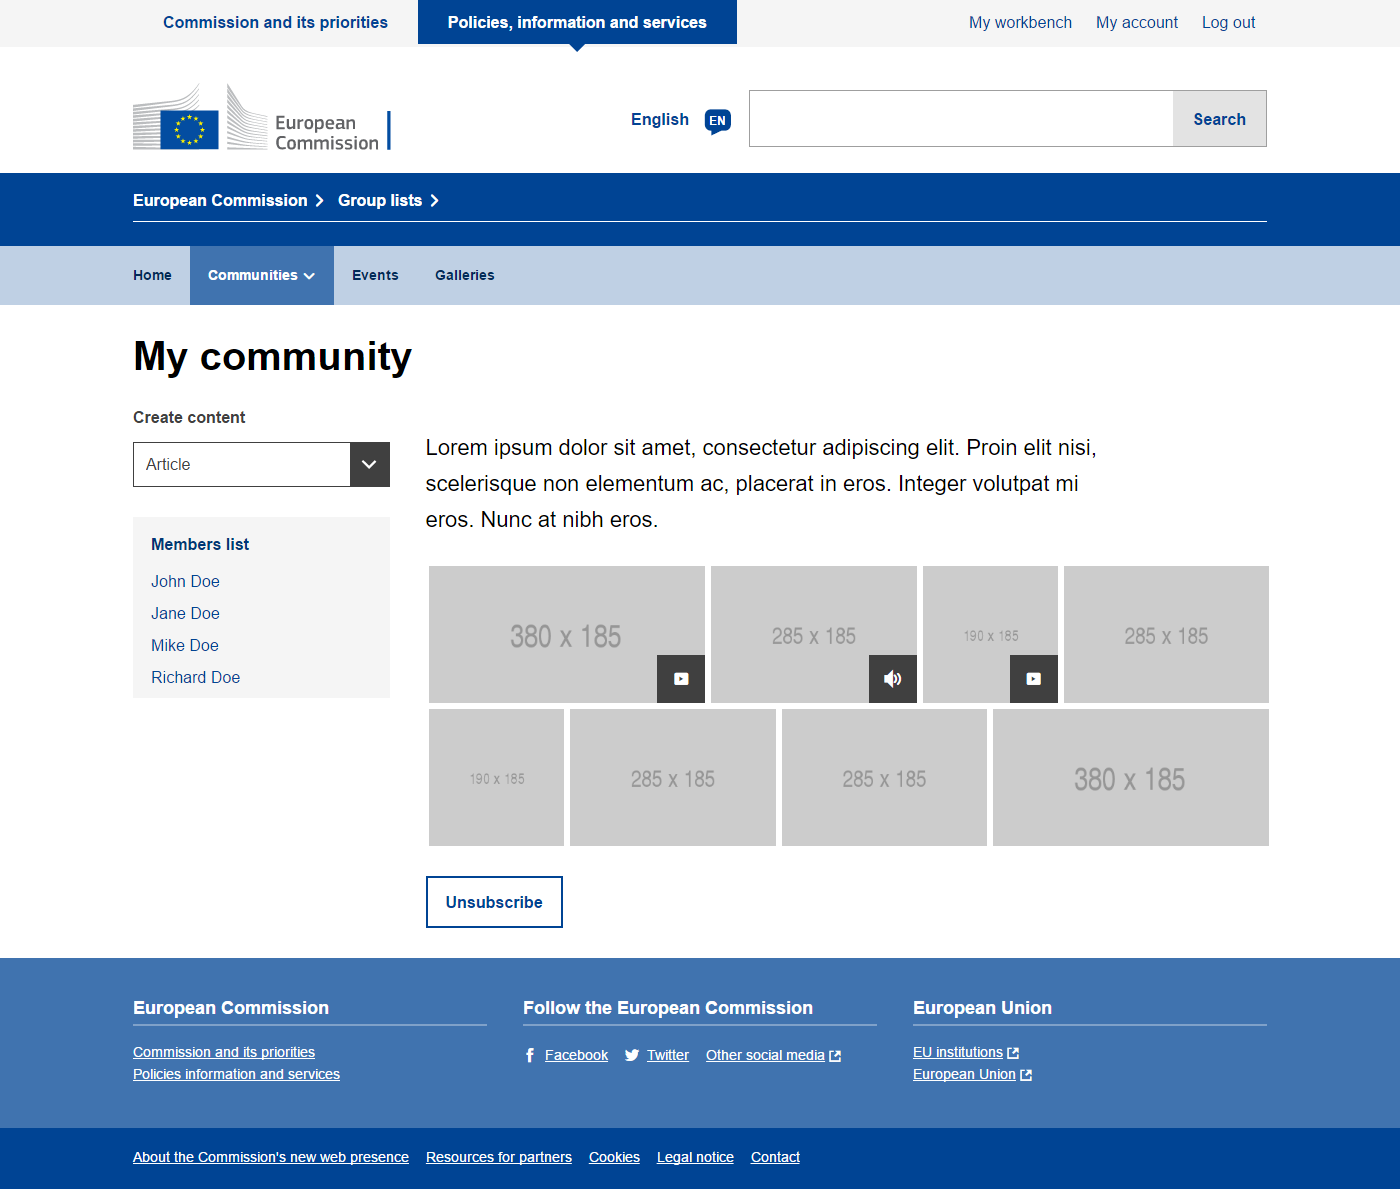 Commission and its priorities
Policies, information and services
My workbench
My account
Log out
European
Commission
English
EN
Search
European Commission
Group lists
Home
Communities
Events
Galleries
My community
Create content
Article
Members list
John Doe
Jane Doe
Mike Doe
Richard Doe
Lorem ipsum dolor sit amet, consectetur adipiscing elit. Proin elit nisi,
scelerisque non elementum ac, placerat in eros. Integer volutpat mi
eros. Nunc at nibh eros.
380 x 185
285 x 185
190 x 185
285 x 185
190 x 185
285 x 185
285 x 185
380 x 185
Unsubscribe
European Commission
Commission and its priorities
Policies information and services
Follow the European Commission
Facebook
Twitter
Other social media
European Union
EU institutions
European Union
About the Commission's new web presence
Resources for partners
Cookies
Legal notice
Contact